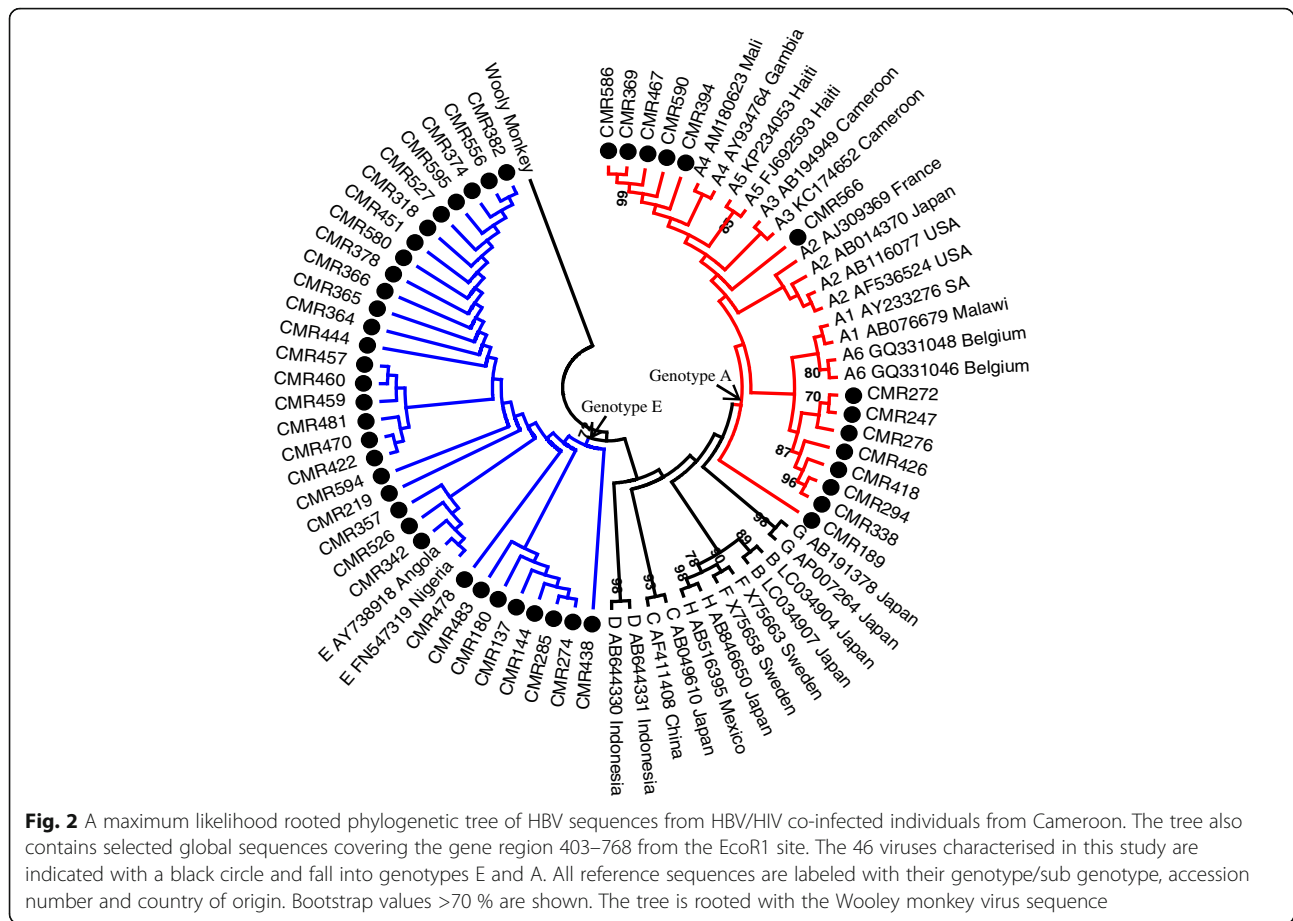 Wooly Monkey
CMR382
CMR556
CMR374
CMR595
CMR527
CMR318
CMR451
CMR580
CMR378
CMR366
CMR365
CMR364
CMR444
CMR457
CMR460
CMR459
CMR481
CMR470
CMR422
CMR594
CMR219
CMR357
CMR526
CMR342
E AY738918 Angola
E FN547319 Nigeria
CMR478
CMR483
CMR180
CMR137
CMR144
CMR285
CMR274
CMR438
D AB644330 Indonesia
D AB644331 Indonesia
C AF411408 China
C AB049610 Japan
H AB516395 Mexico
H AB846650 Japan
F X75658 Sweden
F X75663 Sweden
B LC034907 Japan
B LC034904 Japan
G AP007264 Japan
G AB191378 Japan
CMR189
CMR338
CMR294
CMR418
CMR426
CMR276
CMR247
CMR272
A6 GQ331046 Belgium
A6 GQ331048 Belgium
A1 AB076679 Malawi
A1 AY233276 SA
A2 AF536524 USA
A2 AB116077 USA
A2 AB014370 Japan
A2 AJ309369 France
CMR566
A3 KC174652 Cameroon
A3 AB194949 Cameroon
A5 FJ692593 Haiti
A5 KP234053 Haiti
A4 AY934764 Gambia
A4 AM180623 Mali
CMR394
CMR590
CMR467
CMR369
CMR586
99
80
70
87
96
98
89
90
78
98
93
98
Genotype A
Genotype E
Fig. 2 A maximum likelihood rooted phylogenetic tree of HBV sequences from HBV/HIV co-infected individuals from Cameroon. The tree also
contains selected global sequences covering the gene region 403–768 from the EcoR1 site. The 46 viruses characterised in this study are
indicated with a black circle and fall into genotypes E and A. All reference sequences are labeled with their genotype/sub genotype, accession
number and country of origin. Bootstrap values >70 % are shown. The tree is rooted with the Wooley monkey virus sequence